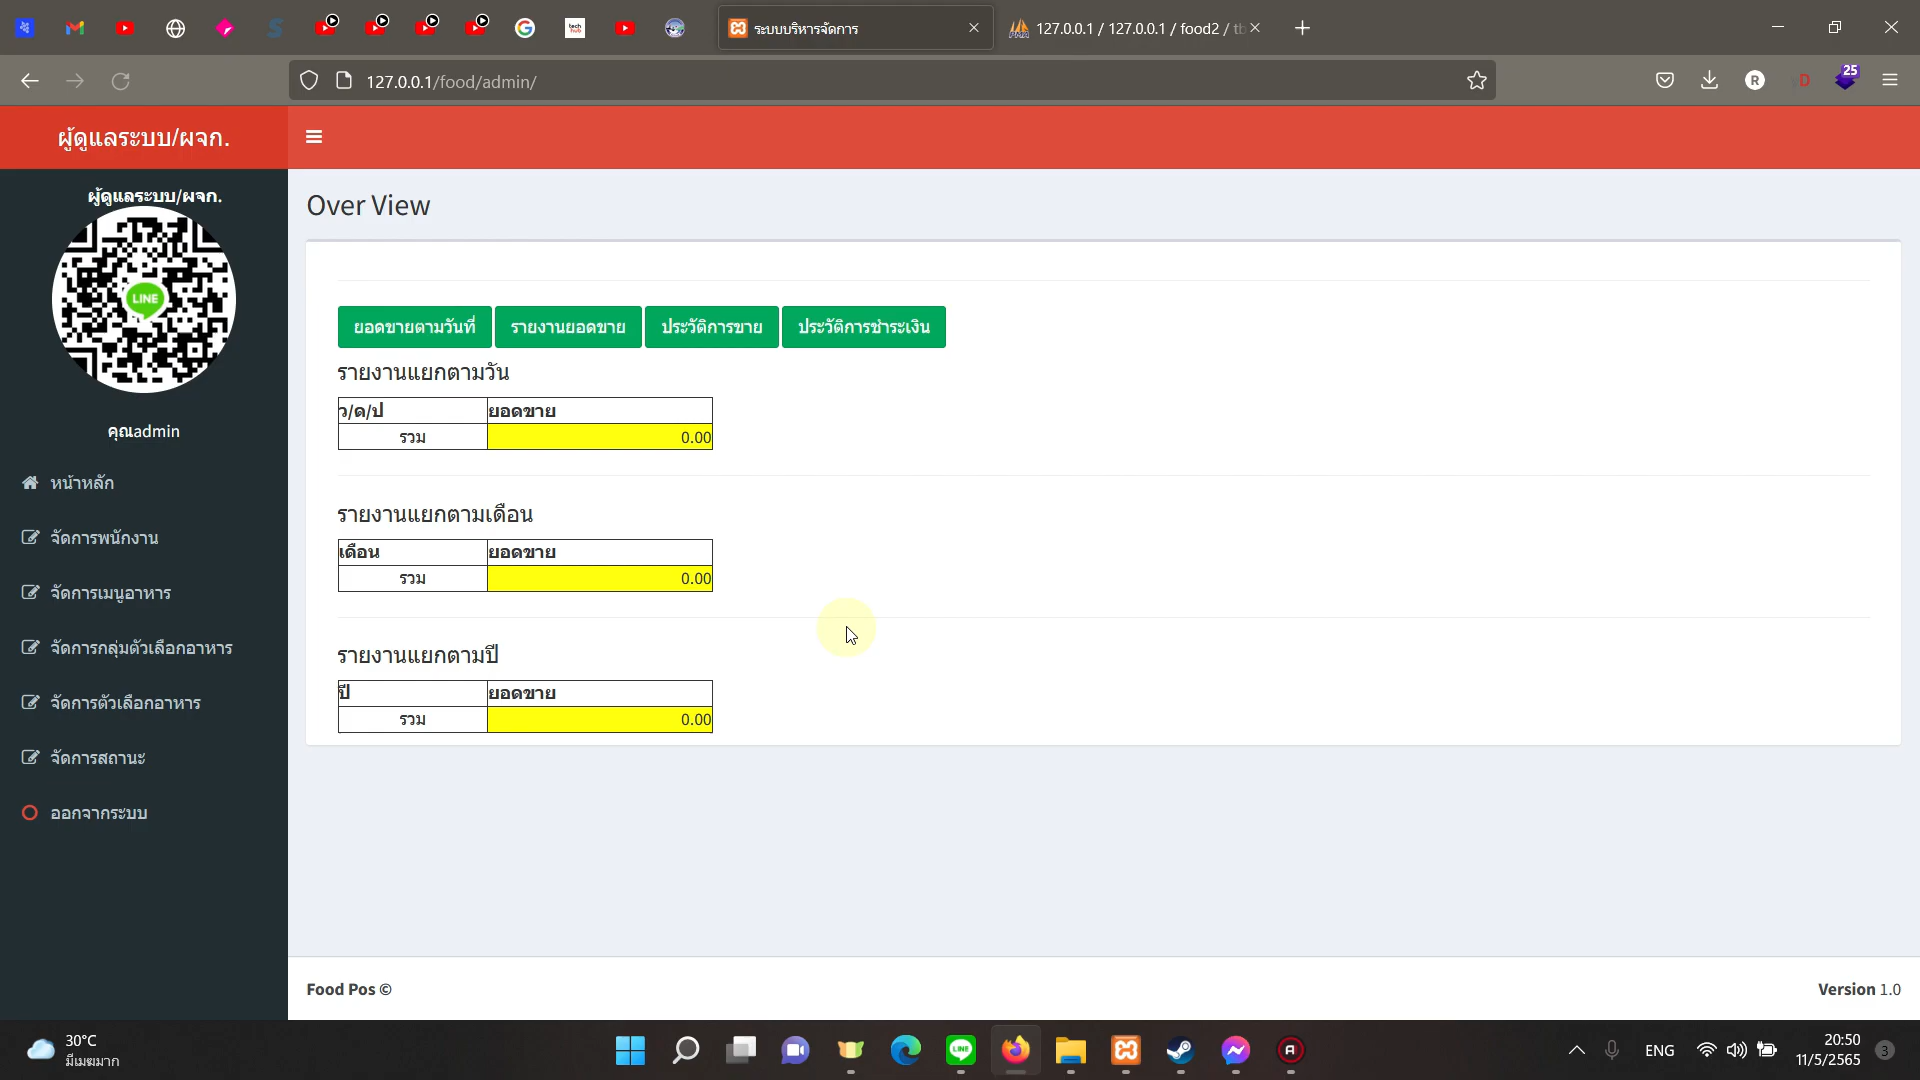 ระบบบริหารจัดการ
127.0.0.1 / 127.0.0.1 / food2 / tb
tech hub
127.0.0.1/food/admin/
R
D
25
ผู้ดูแลระบบ/ผจก.
ผู้ดูแลระบบ/ผจก.
LINE
คุณadmin
หน้าหลัก
จัดการพนักงาน
จัดการเมนูอาหาร
จัดการกลุ่มตัวเลือกอาหาร
จัดการตัวเลือกอาหาร
จัดการสถานะ
ออกจากระบบ
Over View
ยอดขายตามวันที่ รายงานยอดขาย ประวัติการขาย ประวัติการชำระเงิน
รายงานแยกตามวัน
ว/ด/ป ยอดขาย
รวม 0.00
รายงานแยกตามเดือน
เดือน ยอดขาย
รวม 0.00
รายงานแยกตามปี
ปี ยอดขาย
รวม 0.00
Food Pos ©
Version 1.0
30°C
มีเมฆมาก
LINE
ENG
20:50
11/5/2565
3